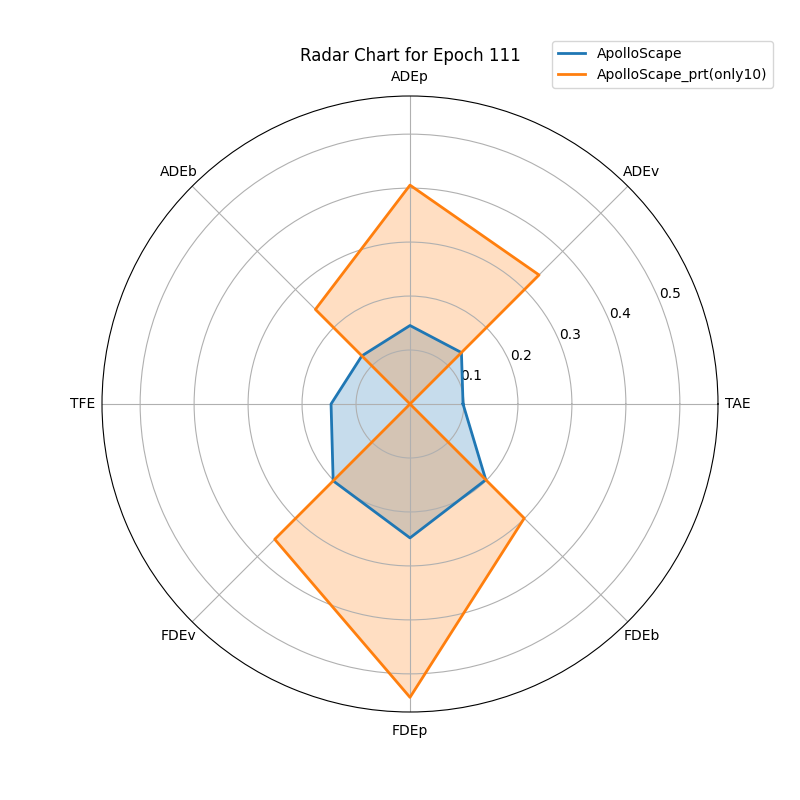 Radar Chart for Epoch 111
ApolloScape
ApolloScape_prt(only10)
ADEp
ADEb
ADEv
0.5
0.4
0.3
0.2
0.1
TFE
TAE
FDEv
FDEb
FDEp